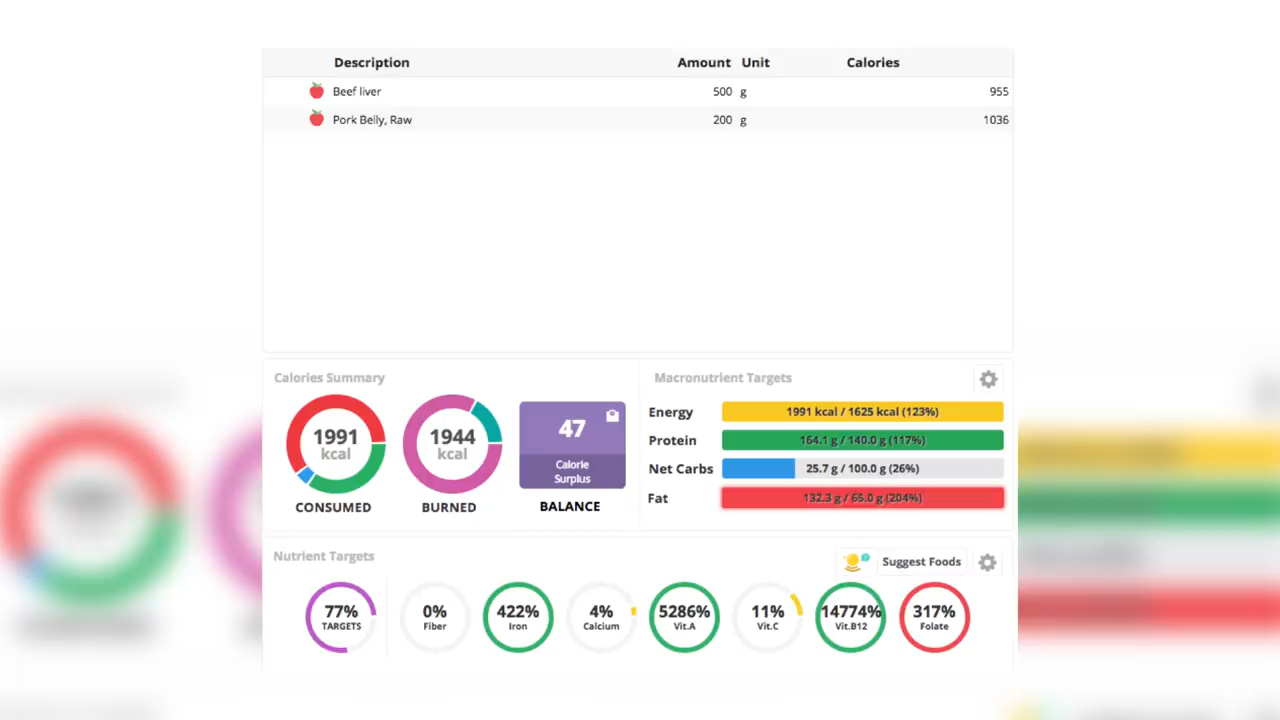 Description Amount Unit Calories
Beef liver 500 g 955
Pork Belly, Raw 200 g 1036
Calories Summary
1991
kcal
CONSUMED
1944
kcal
BURNED
47
Calorie
Surplus
BALANCE
Macronutrient Targets
Energy 1991 kcal / 1625 kcal (123%)
Protein 164.1 g / 140.0 g (117%)
Net Carbs 25.7 g / 100.0 g (26%)
Fat 132.3 g / 65.0 g (204%)
Nutrient Targets
Suggest Foods
77%
TARGETS
0%
Fiber
422%
Iron
4%
Calcium
5286%
Vit.A
11%
Vit.C
14774%
Vit.B12
317%
Folate